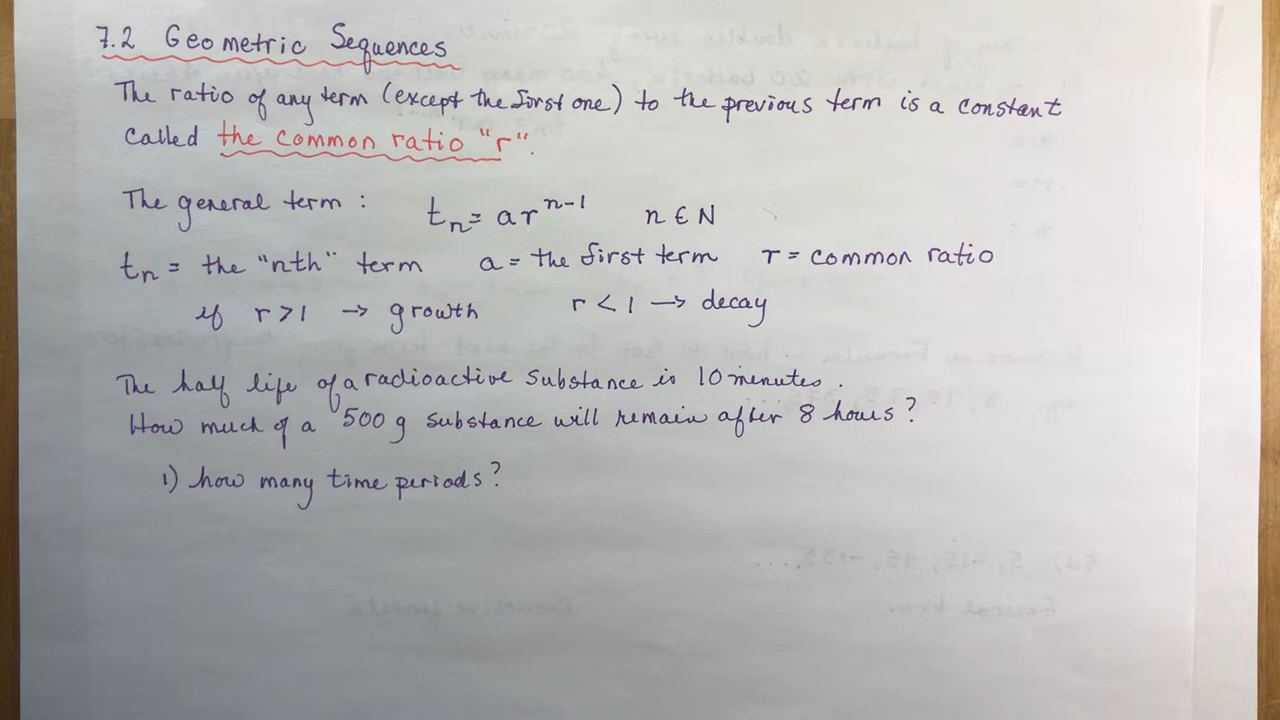 7.2 Geometric Sequences
The ratio of any term (except the first one) to the previous term is a constant
called the common ratio "r".
The general term : tₙ = arⁿ⁻¹ n ∈ N
tₙ = the "nth" term a = the first term r = common ratio
if r > 1 → growth r < 1 → decay
The half life of a radioactive substance is 10 minutes.
How much of a 500 g substance will remain after 8 hours?
1) how many time periods?